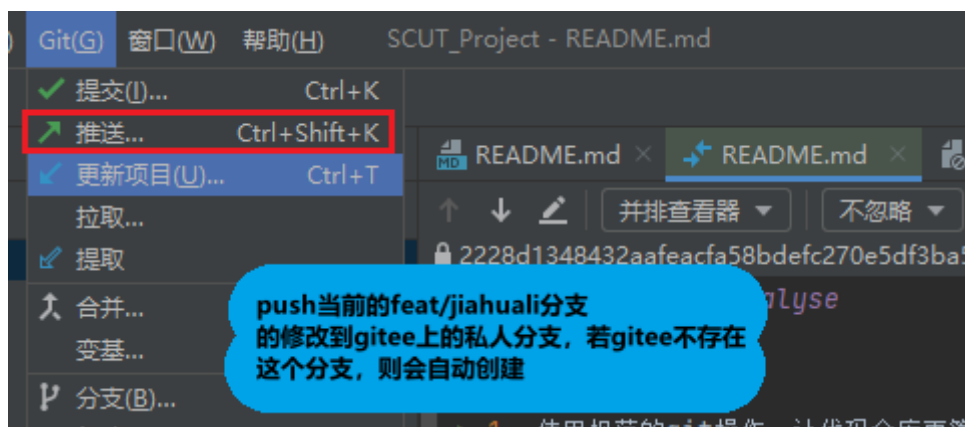 Git(G) 窗口(W) 帮助(H) SCUT_Project - README.md
提交(I)... Ctrl+K
推送... Ctrl+Shift+K
README.md × README.md ×
更新项目(U)... Ctrl+T
拉取...
并排查看器 不忽略
提取
2228d1348432aafeacfa58bdefc270e5df3ba5
合并...
push当前的feat/jiahuali分支
的修改到gitee上的私人分支，若gitee不存在
这个分支，则会自动创建
alyse
变基...
分支(B)...